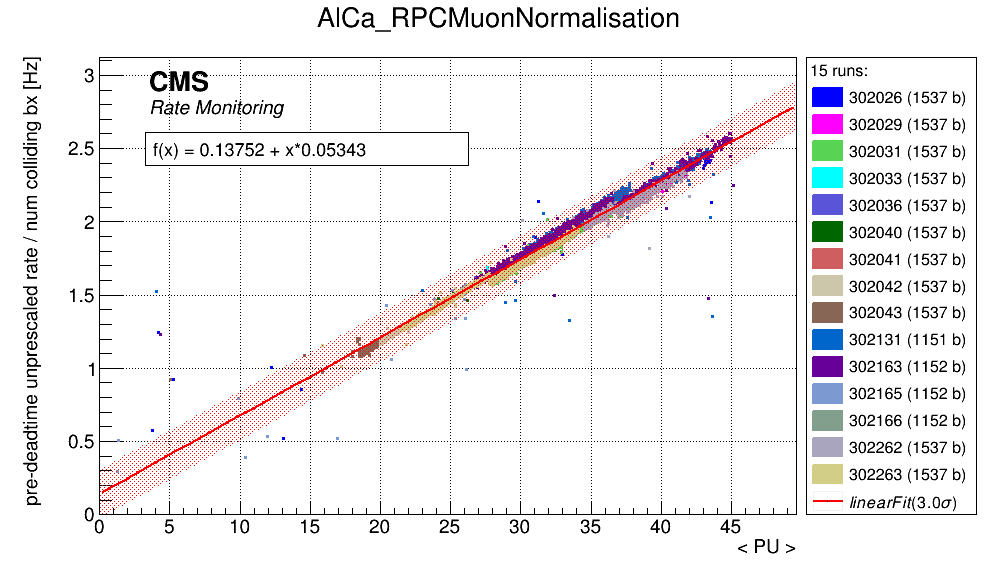 AlCa_RPCMuonNormalisation
pre-deadtime unprescaled rate / num colliding bx [Hz]
CMS
Rate Monitoring
f(x) = 0.13752 + x*0.05343
3
2.5
2
1.5
1
0.5
0
0 5 10 15 20 25 30 35 40 45
< PU >
15 runs:
302026 (1537 b)
302029 (1537 b)
302031 (1537 b)
302033 (1537 b)
302036 (1537 b)
302040 (1537 b)
302041 (1537 b)
302042 (1537 b)
302043 (1537 b)
302131 (1151 b)
302163 (1152 b)
302165 (1152 b)
302166 (1152 b)
302262 (1537 b)
302263 (1537 b)
linearFit(3.0σ)